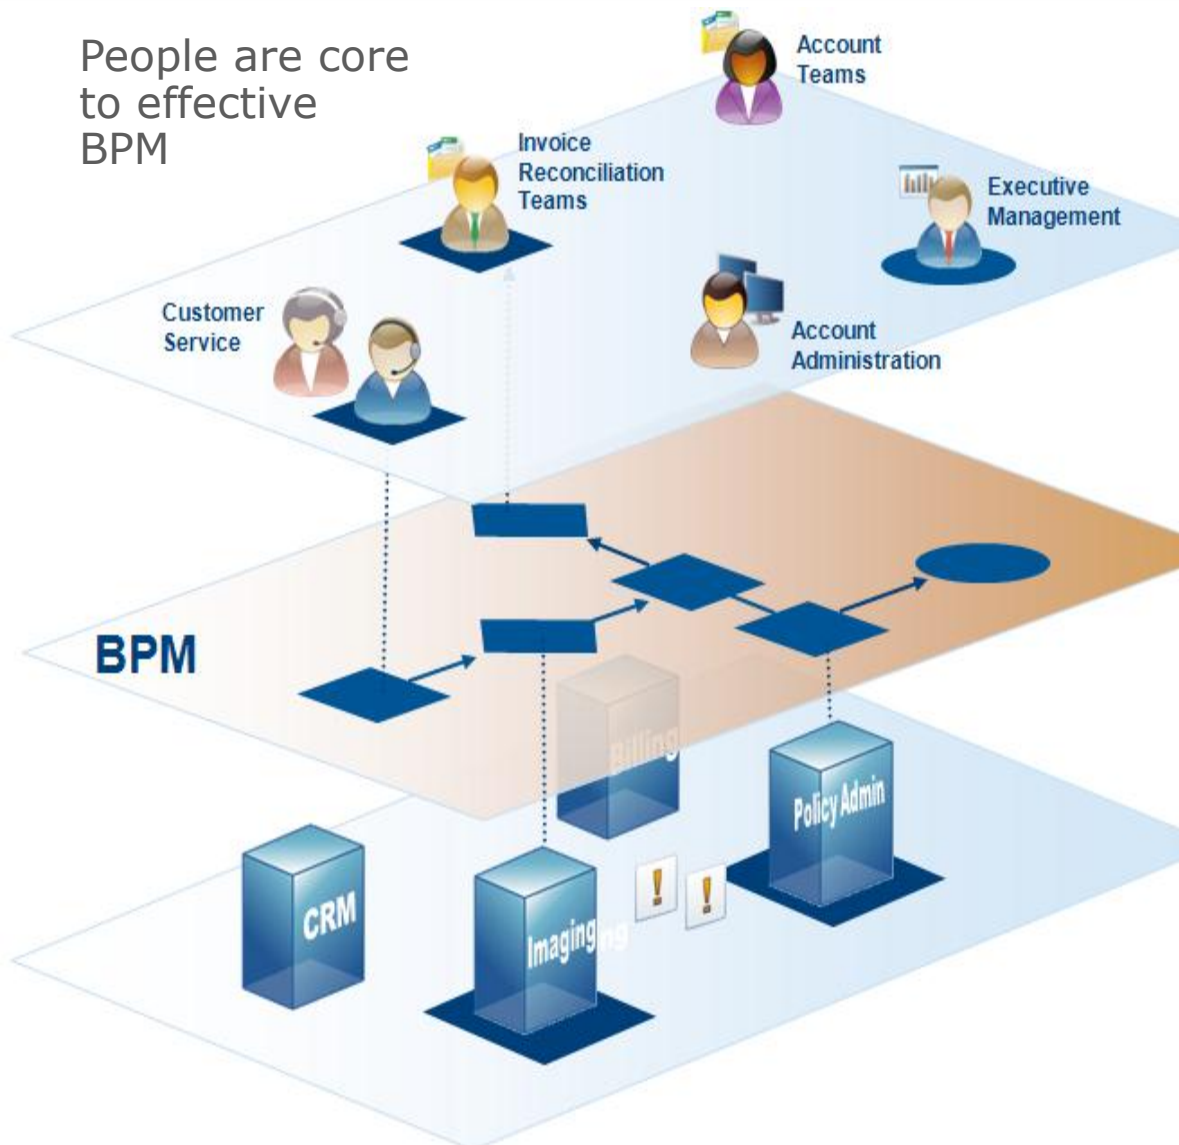 People are core
to effective
BPM
Account
Teams
Invoice
Reconciliation
Teams
Executive
Management
Customer
Service
Account
Administration
BPM
Billing
Policy Admin
CRM
Imaging